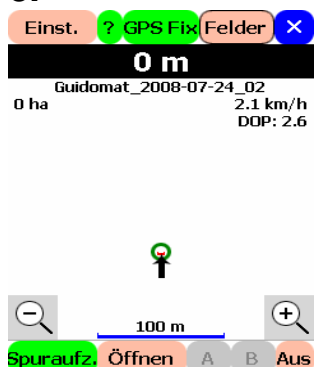 Einst. ? GPS Fix Felder X
0 m
Guidomat_2008-07-24_02
0 ha 2.1 km/h
DOP: 2.6
100 m
Spuraufz. Öffnen A B Aus